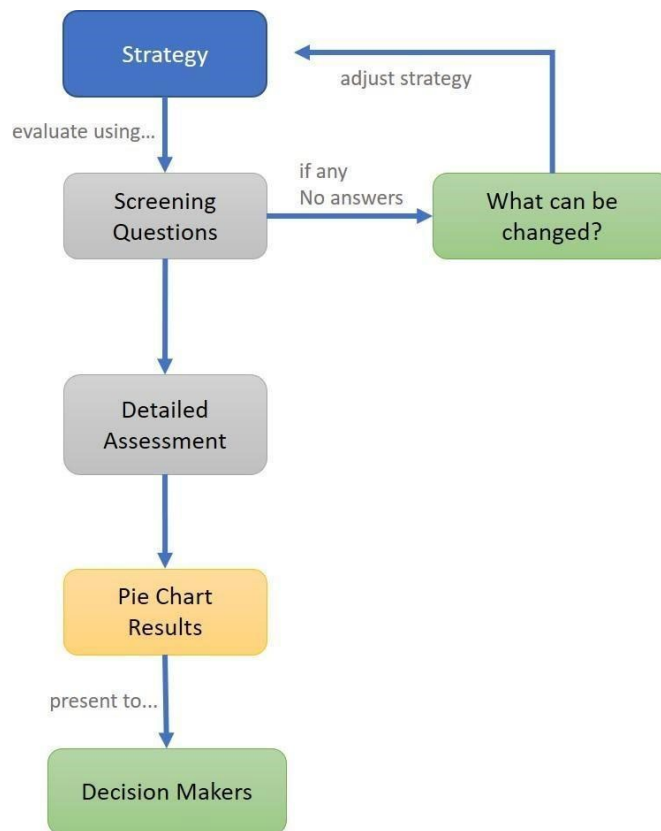 Strategy
adjust strategy
evaluate using...
Screening
Questions
if any
No answers
What can be
changed?
Detailed
Assessment
Pie Chart
Results
present to...
Decision Makers